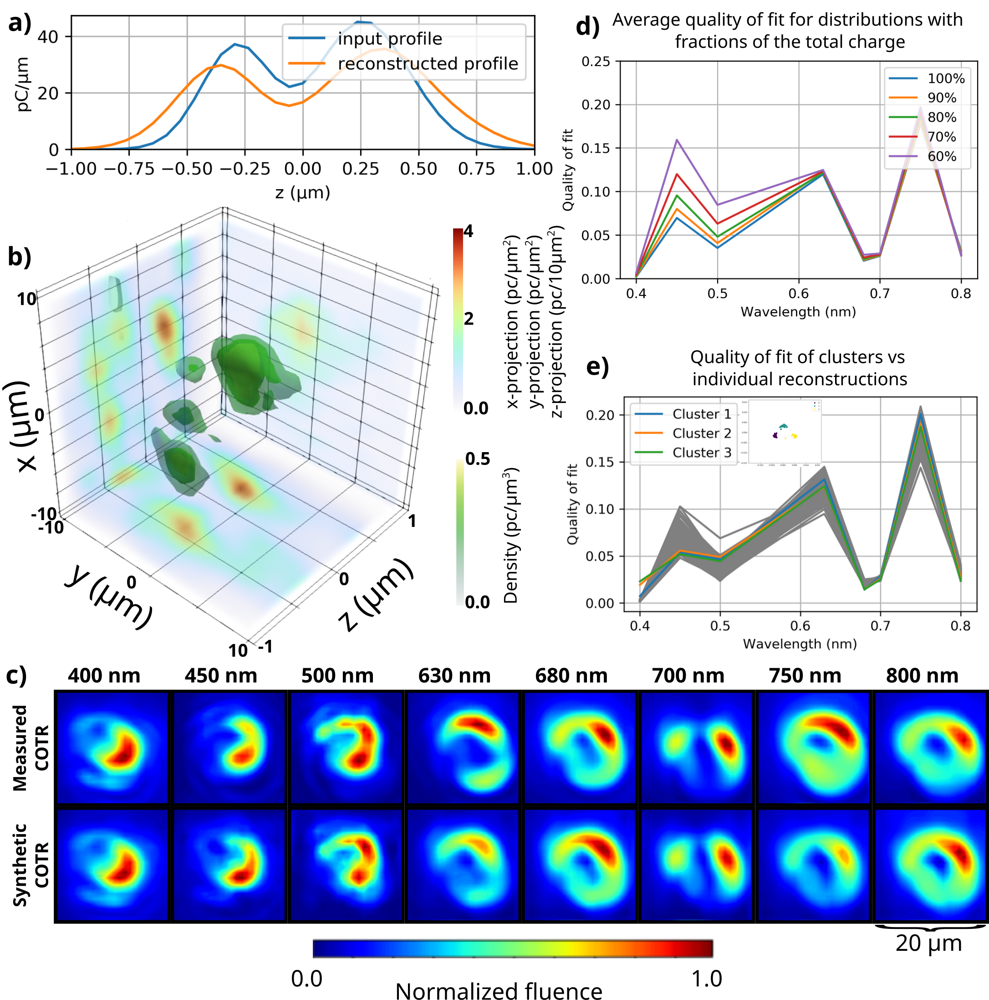 a)
40
20
0
pC/µm
input profile
reconstructed profile
−1.00 −0.75 −0.50 −0.25 0.00 0.25 0.50 0.75 1.00
z (µm)
b)
10
0
-10
x (µm)
-10
0
10
y (µm)
-1
0
1
z (µm)
4
2
0.0
x-projection (pc/µm²)
y-projection (pc/µm²)
z-projection (pc/10µm²)
0.5
0.0
Density (pc/µm³)
d)
Average quality of fit for distributions with
fractions of the total charge
0.25
0.20
0.15
0.10
0.05
0.00
Quality of fit
100%
90%
80%
70%
60%
0.4 0.5 0.6 0.7 0.8
Wavelength (nm)
e)
Quality of fit of clusters vs
individual reconstructions
0.20
0.15
0.10
0.05
0.00
Quality of fit
Cluster 1
Cluster 2
Cluster 3
0.4 0.5 0.6 0.7 0.8
Wavelength (nm)
c)
400 nm 450 nm 500 nm 630 nm 680 nm 700 nm 750 nm 800 nm
Measured
COTR
Synthetic
COTR
20 µm
0.0 1.0
Normalized fluence